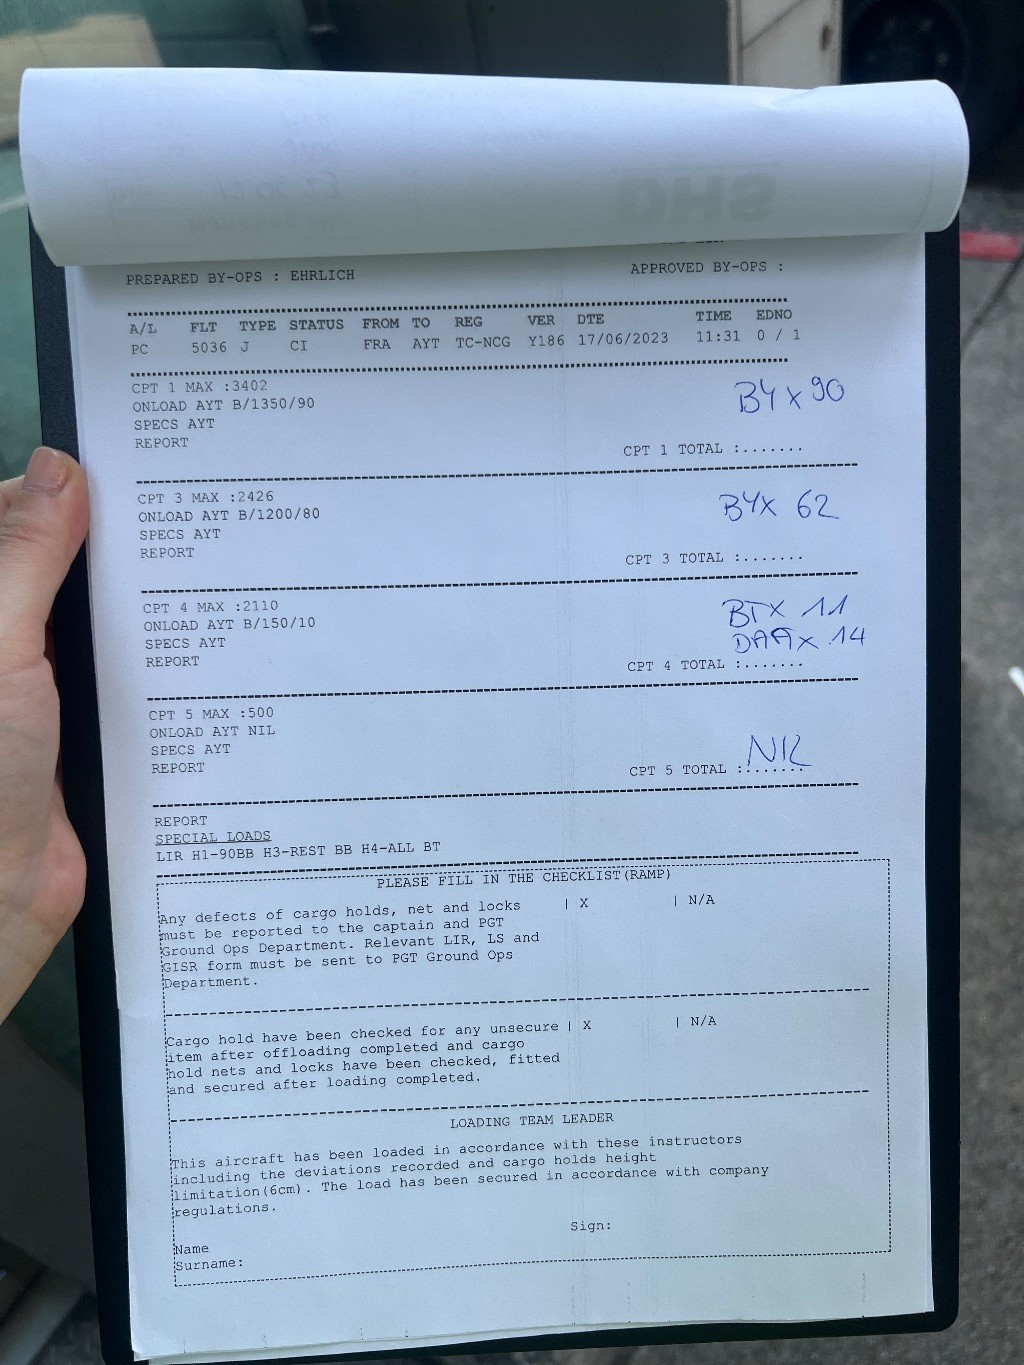 PREPARED BY-OPS : EHRLICH APPROVED BY-OPS :
A/L FLT TYPE STATUS FROM TO REG VER DTE TIME EDNO
PC 5036 J CI FRA AYT TC-NCG Y186 17/06/2023 11:31 0 / 1
CPT 1 MAX :3402
ONLOAD AYT B/1350/90 BY x 90
SPECS AYT
REPORT
CPT 1 TOTAL :.......
CPT 3 MAX :2426
ONLOAD AYT B/1200/80 BYX 62
SPECS AYT
REPORT
CPT 3 TOTAL :.......
CPT 4 MAX :2110 BTX 11
ONLOAD AYT B/150/10
SPECS AYT DAAX 14
REPORT
CPT 4 TOTAL :.......
CPT 5 MAX :500
ONLOAD AYT NIL
SPECS AYT NIL
REPORT
CPT 5 TOTAL :.......
REPORT
SPECIAL LOADS
LIR H1-90BB H3-REST BB H4-ALL BT
PLEASE FILL IN THE CHECKLIST(RAMP)
Any defects of cargo holds, net and locks | X | N/A
must be reported to the captain and PGT
Ground Ops Department. Relevant LIR, LS and
GISR form must be sent to PGT Ground Ops
Department.
Cargo hold have been checked for any unsecure | X | N/A
item after offloading completed and cargo
hold nets and locks have been checked, fitted
and secured after loading completed.
LOADING TEAM LEADER
This aircraft has been loaded in accordance with these instructors
including the deviations recorded and cargo holds height
limitation(6cm). The load has been secured in accordance with company
regulations.
Sign:
Name
Surname: